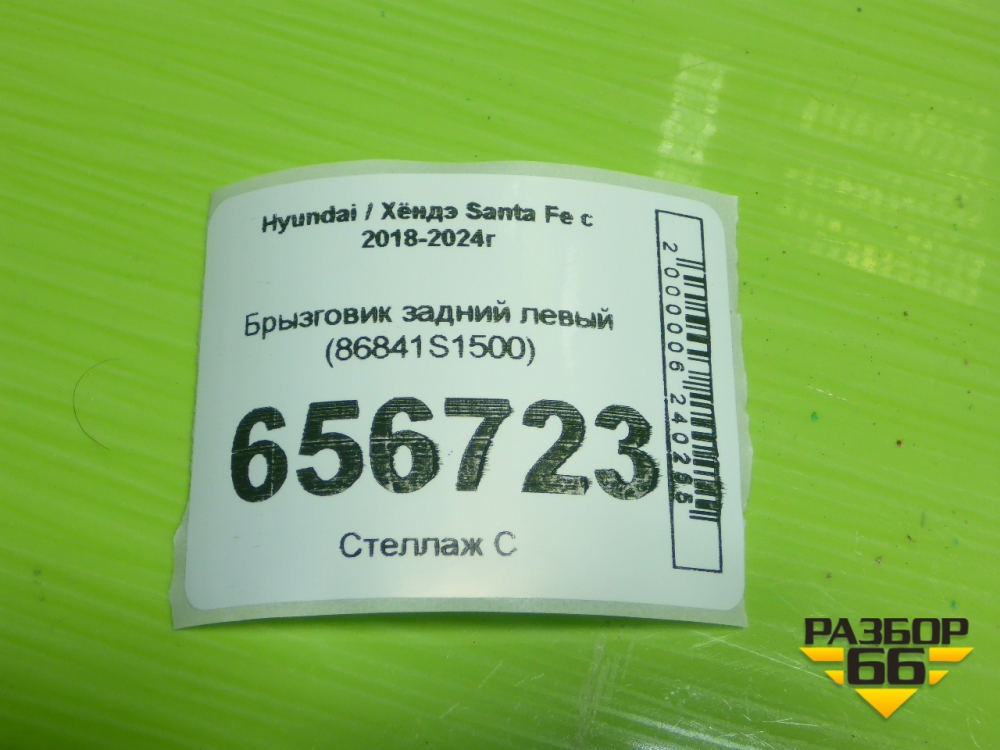 Hyundai / Хёндэ Santa Fe с
2018-2024г
Брызговик задний левый
(86841S1500)
656723
Стеллаж С
2000006240265
РАЗБОР
66